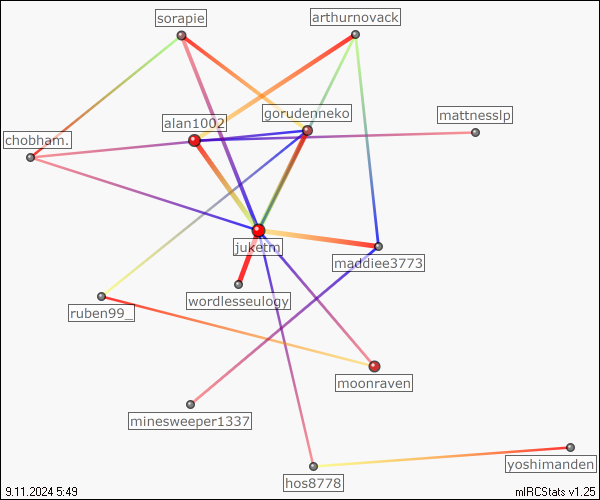 sorapie
arthurnovack
alan1002
gorudenneko
mattnesslp
chobham.
juketm
maddiee3773
wordlesseulogy
ruben99_
moonraven
minesweeper1337
yoshimanden
hos8778
9.11.2024 5:49
mIRCStats v1.25